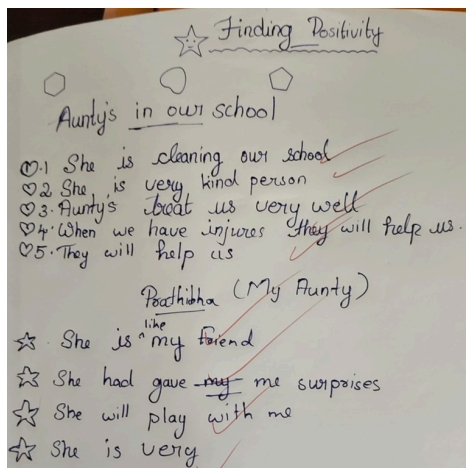 Finding Positivity
Aunty's in our school
1 She is cleaning our school
2 She is very kind person
3. Aunty's treat us very well
4. When we have injures they will help us.
5. They will help us
Prathibha (My Aunty)
She is like my friend
She had gave my me surprises
She will play with me
She is very